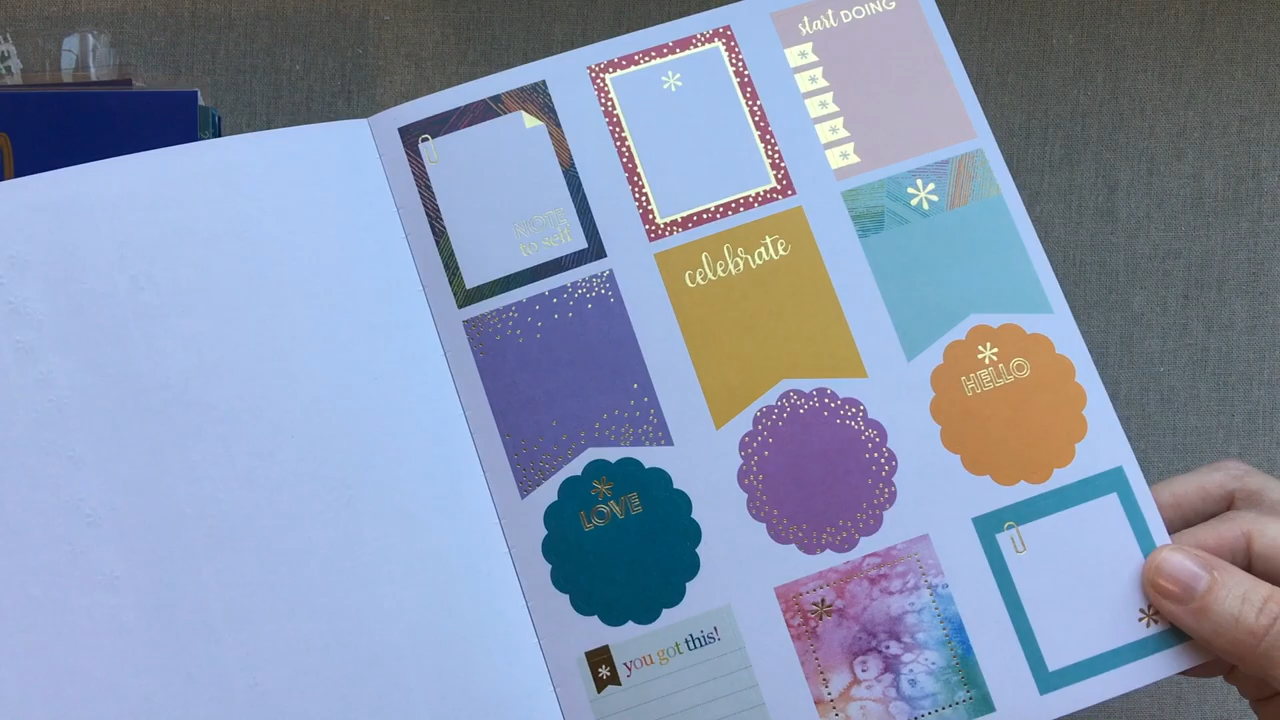 start DOING
NOTE
to self
celebrate
HELLO
LOVE
you got this!